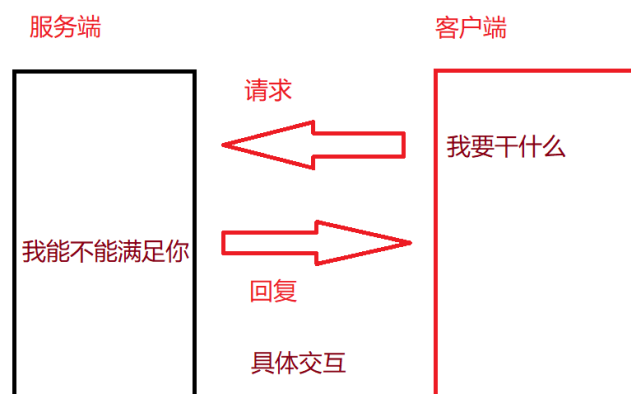 服务端
客户端
请求
我要干什么
我能不能满足你
回复
具体交互